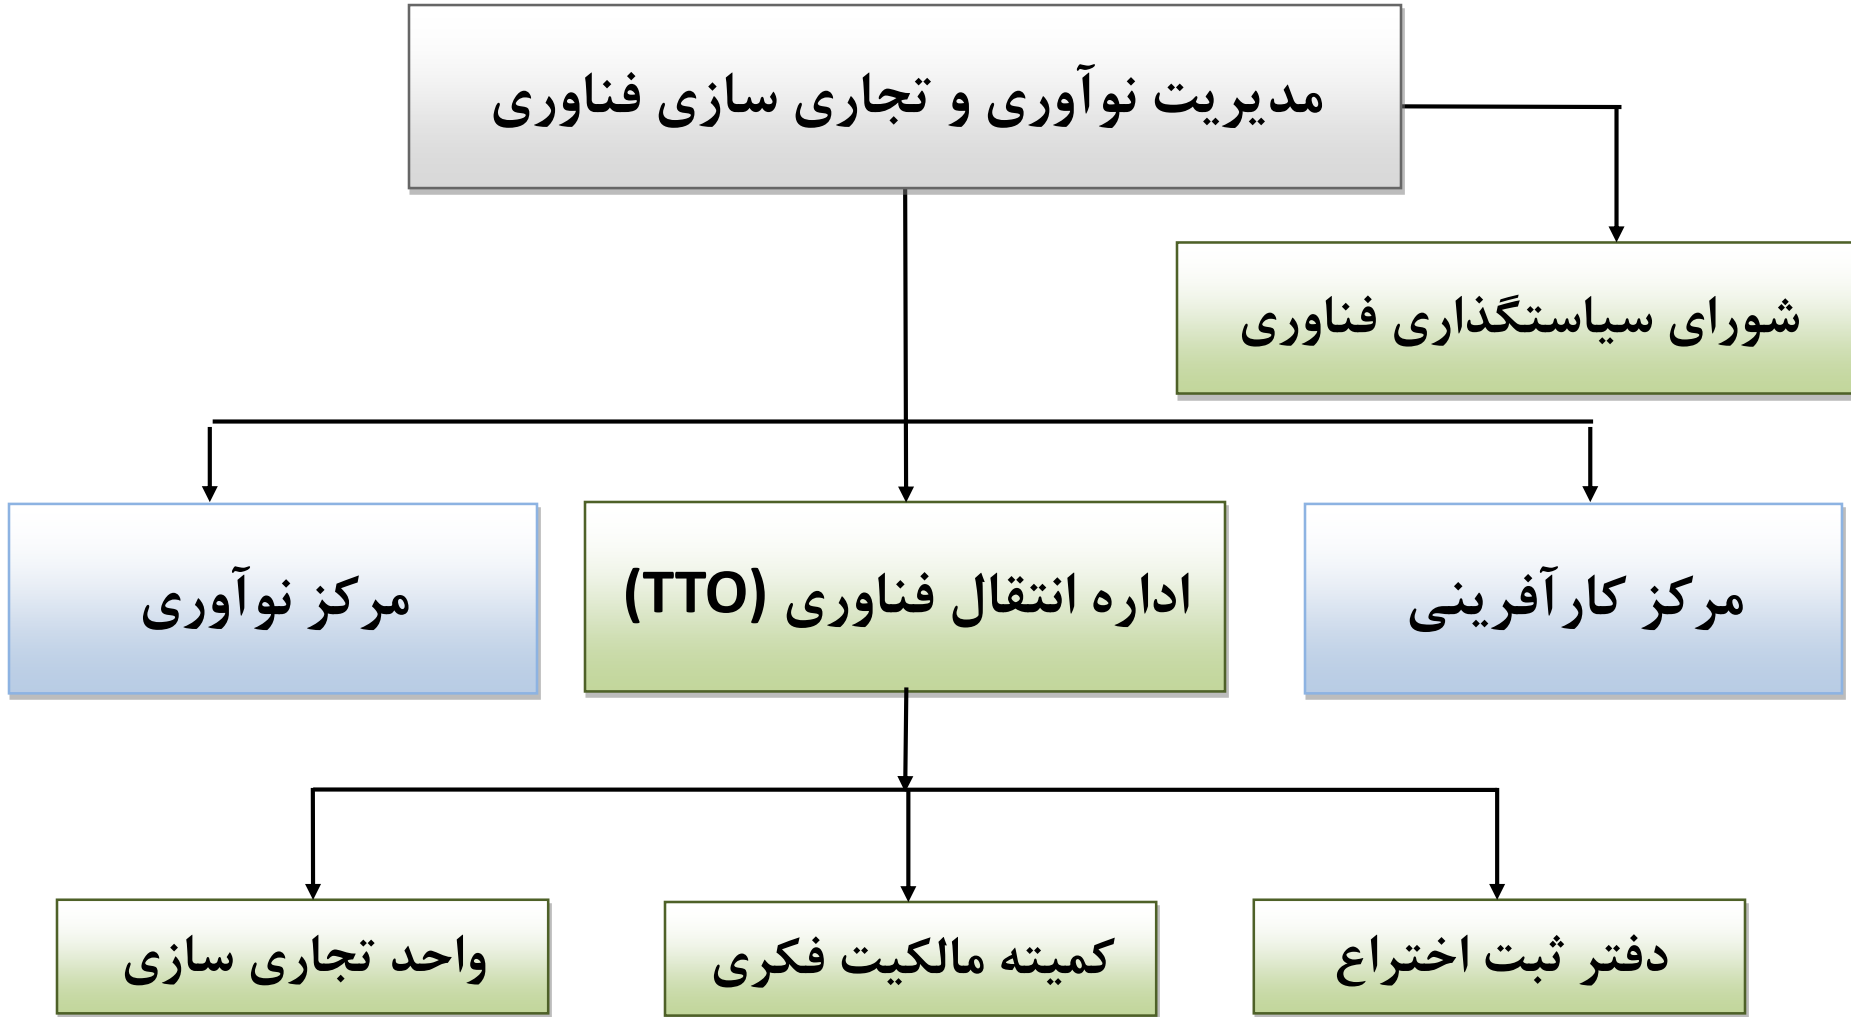 مدیریت نوآوری و تجاری سازی فناوری
شورای سیاستگذاری فناوری
مرکز کارآفرینی
اداره انتقال فناوری (TTO)
مرکز نوآوری
دفتر ثبت اختراع
کمیته مالکیت فکری
واحد تجاری سازی